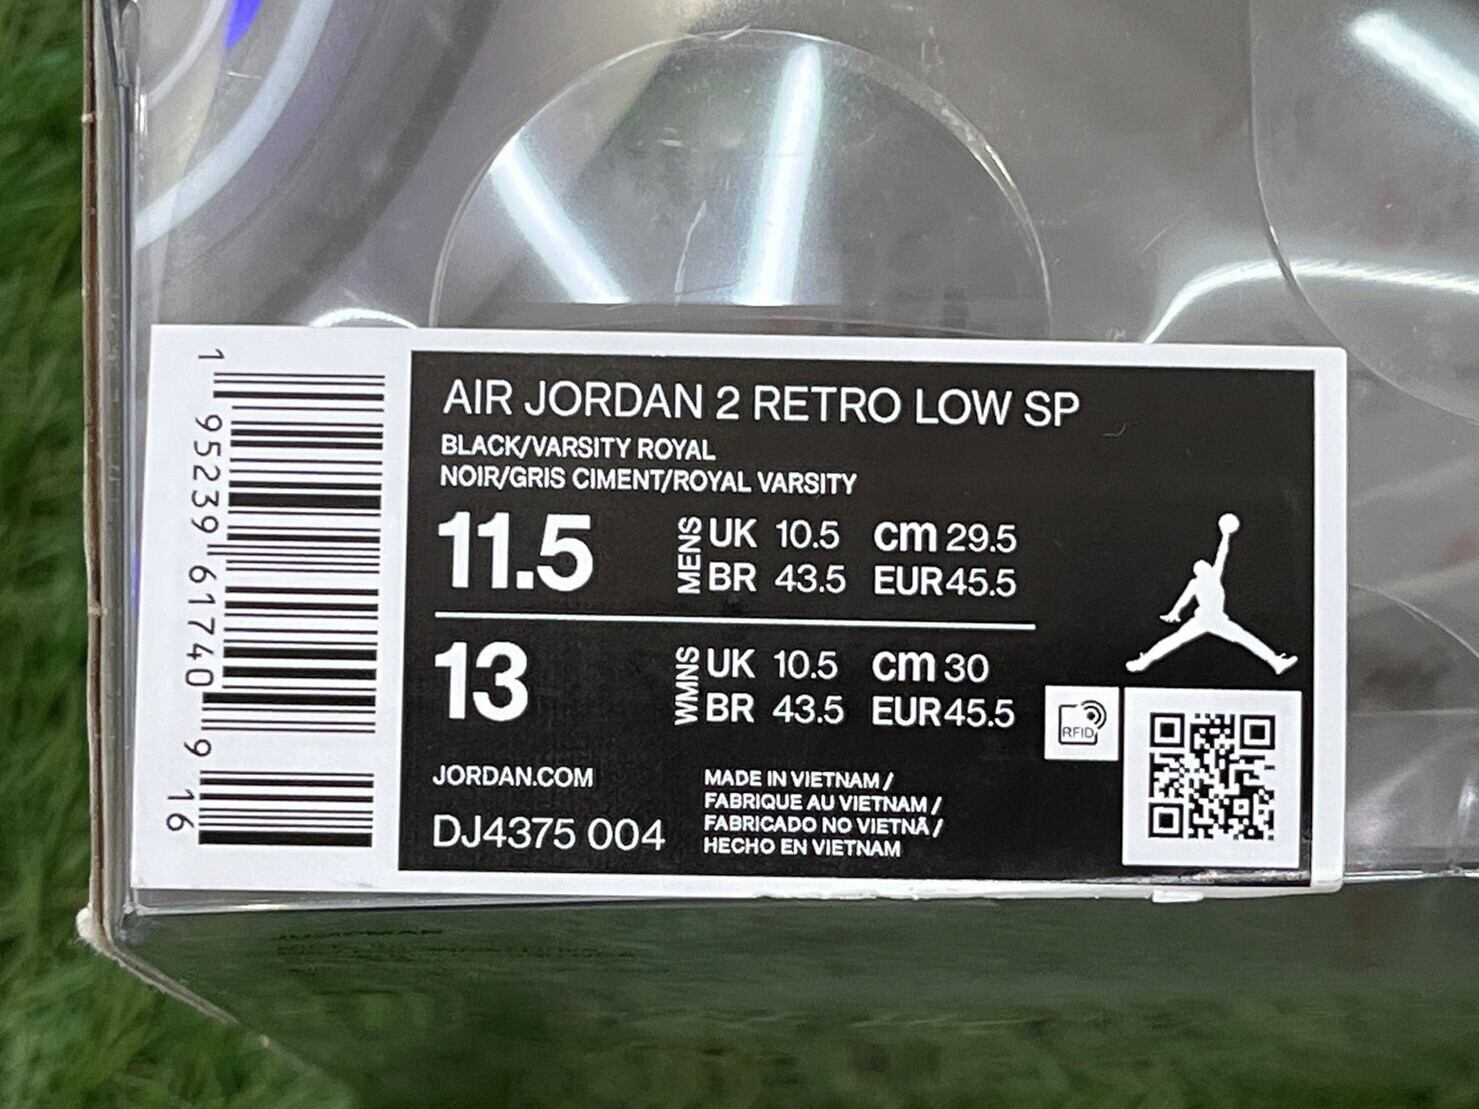 1 95239 61740 9 16
AIR JORDAN 2 RETRO LOW SP
BLACK/VARSITY ROYAL
NOIR/GRIS CIMENT/ROYAL VARSITY
11.5 MENS UK 10.5 cm 29.5
BR 43.5 EUR 45.5
13 WMNS UK 10.5 cm 30
BR 43.5 EUR 45.5
RFID
JORDAN.COM
DJ4375 004
MADE IN VIETNAM /
FABRIQUE AU VIETNAM /
FABRICADO NO VIETNÃ /
HECHO EN VIETNAM
JUMPMAN